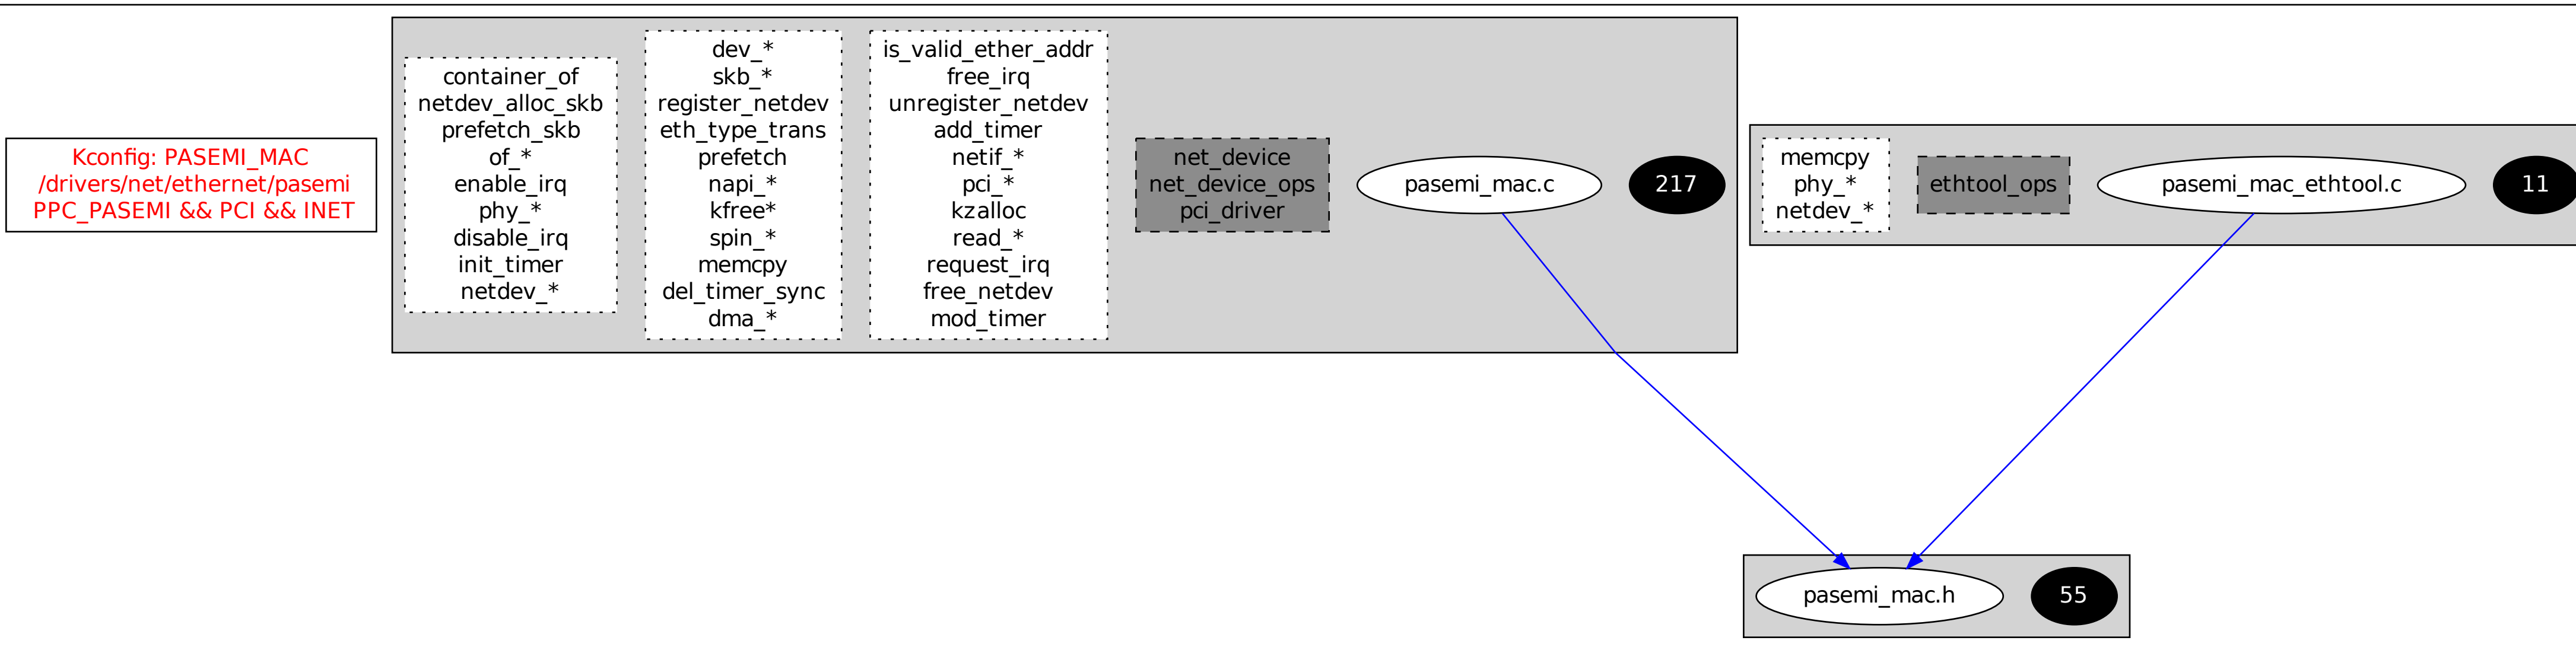 Kconfig: PASEMI_MAC
/drivers/net/ethernet/pasemi
PPC_PASEMI && PCI && INET
container_of
netdev_alloc_skb
prefetch_skb
of_*
enable_irq
phy_*
disable_irq
init_timer
netdev_*
dev_*
skb_*
register_netdev
eth_type_trans
prefetch
napi_*
kfree*
spin_*
memcpy
del_timer_sync
dma_*
is_valid_ether_addr
free_irq
unregister_netdev
add_timer
netif_*
pci_*
kzalloc
read_*
request_irq
free_netdev
mod_timer
net_device
net_device_ops
pci_driver
pasemi_mac.c
217
memcpy
phy_*
netdev_*
ethtool_ops
pasemi_mac_ethtool.c
11
pasemi_mac.h
55